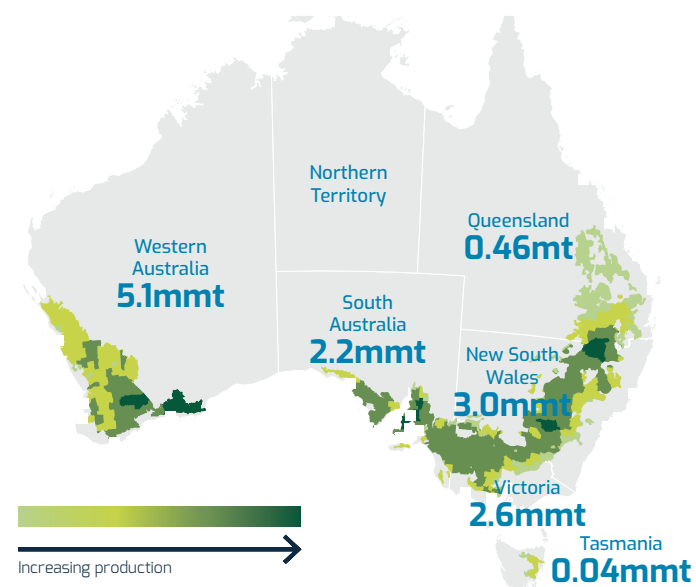 Northern
Territory
Queensland
0.46mt
Western
Australia
5.1mmt
South
Australia
2.2mmt
New South
Wales
3.0mmt
Victoria
2.6mmt
Tasmania
0.04mmt
Increasing production